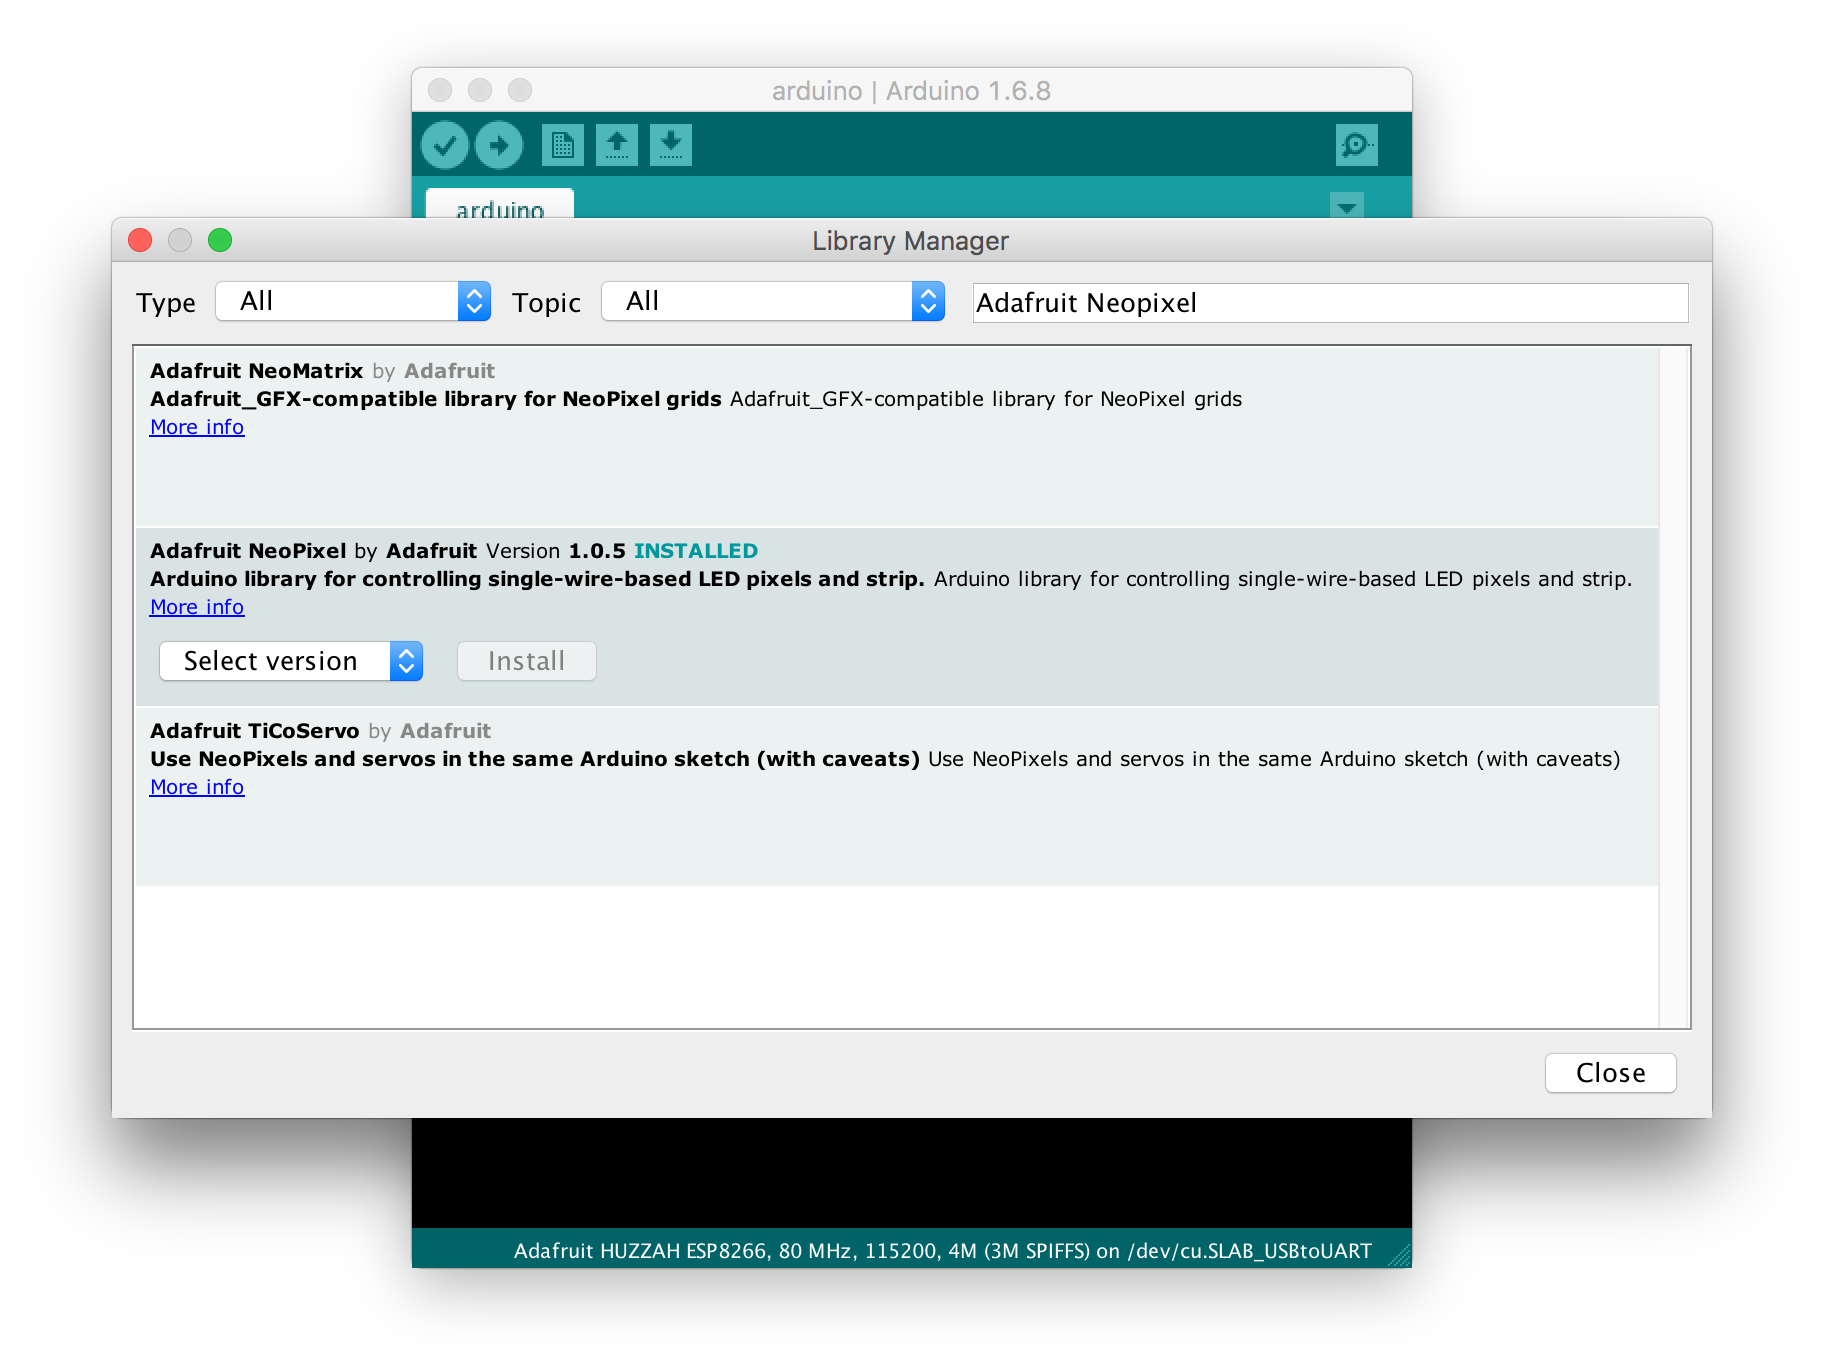 arduino | Arduino 1.6.8
arduino
Library Manager
Type All Topic All Adafruit Neopixel
Adafruit NeoMatrix by Adafruit
Adafruit_GFX-compatible library for NeoPixel grids Adafruit_GFX-compatible library for NeoPixel grids
More info
Adafruit NeoPixel by Adafruit Version 1.0.5 INSTALLED
Arduino library for controlling single-wire-based LED pixels and strip. Arduino library for controlling single-wire-based LED pixels and strip.
More info
Select version Install
Adafruit TiCoServo by Adafruit
Use NeoPixels and servos in the same Arduino sketch (with caveats) Use NeoPixels and servos in the same Arduino sketch (with caveats)
More info
Close
Adafruit HUZZAH ESP8266, 80 MHz, 115200, 4M (3M SPIFFS) on /dev/cu.SLAB_USBtoUART